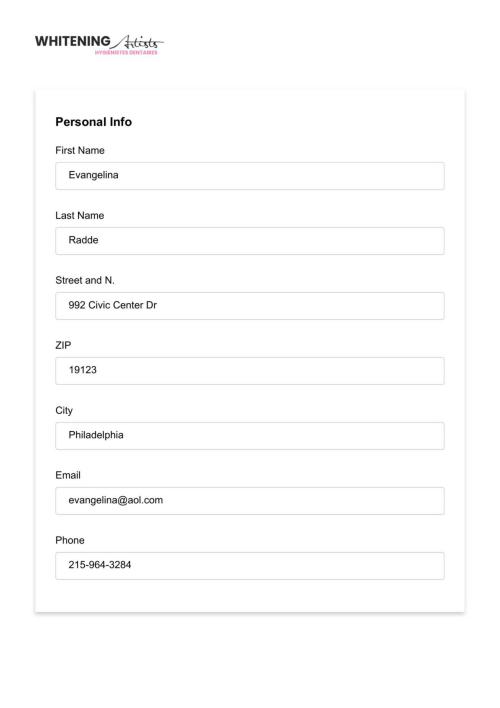 WHITENING Artists
HYGIÉNISTES DENTAIRES
Personal Info
First Name
Evangelina
Last Name
Radde
Street and N.
992 Civic Center Dr
ZIP
19123
City
Philadelphia
Email
evangelina@aol.com
Phone
215-964-3284